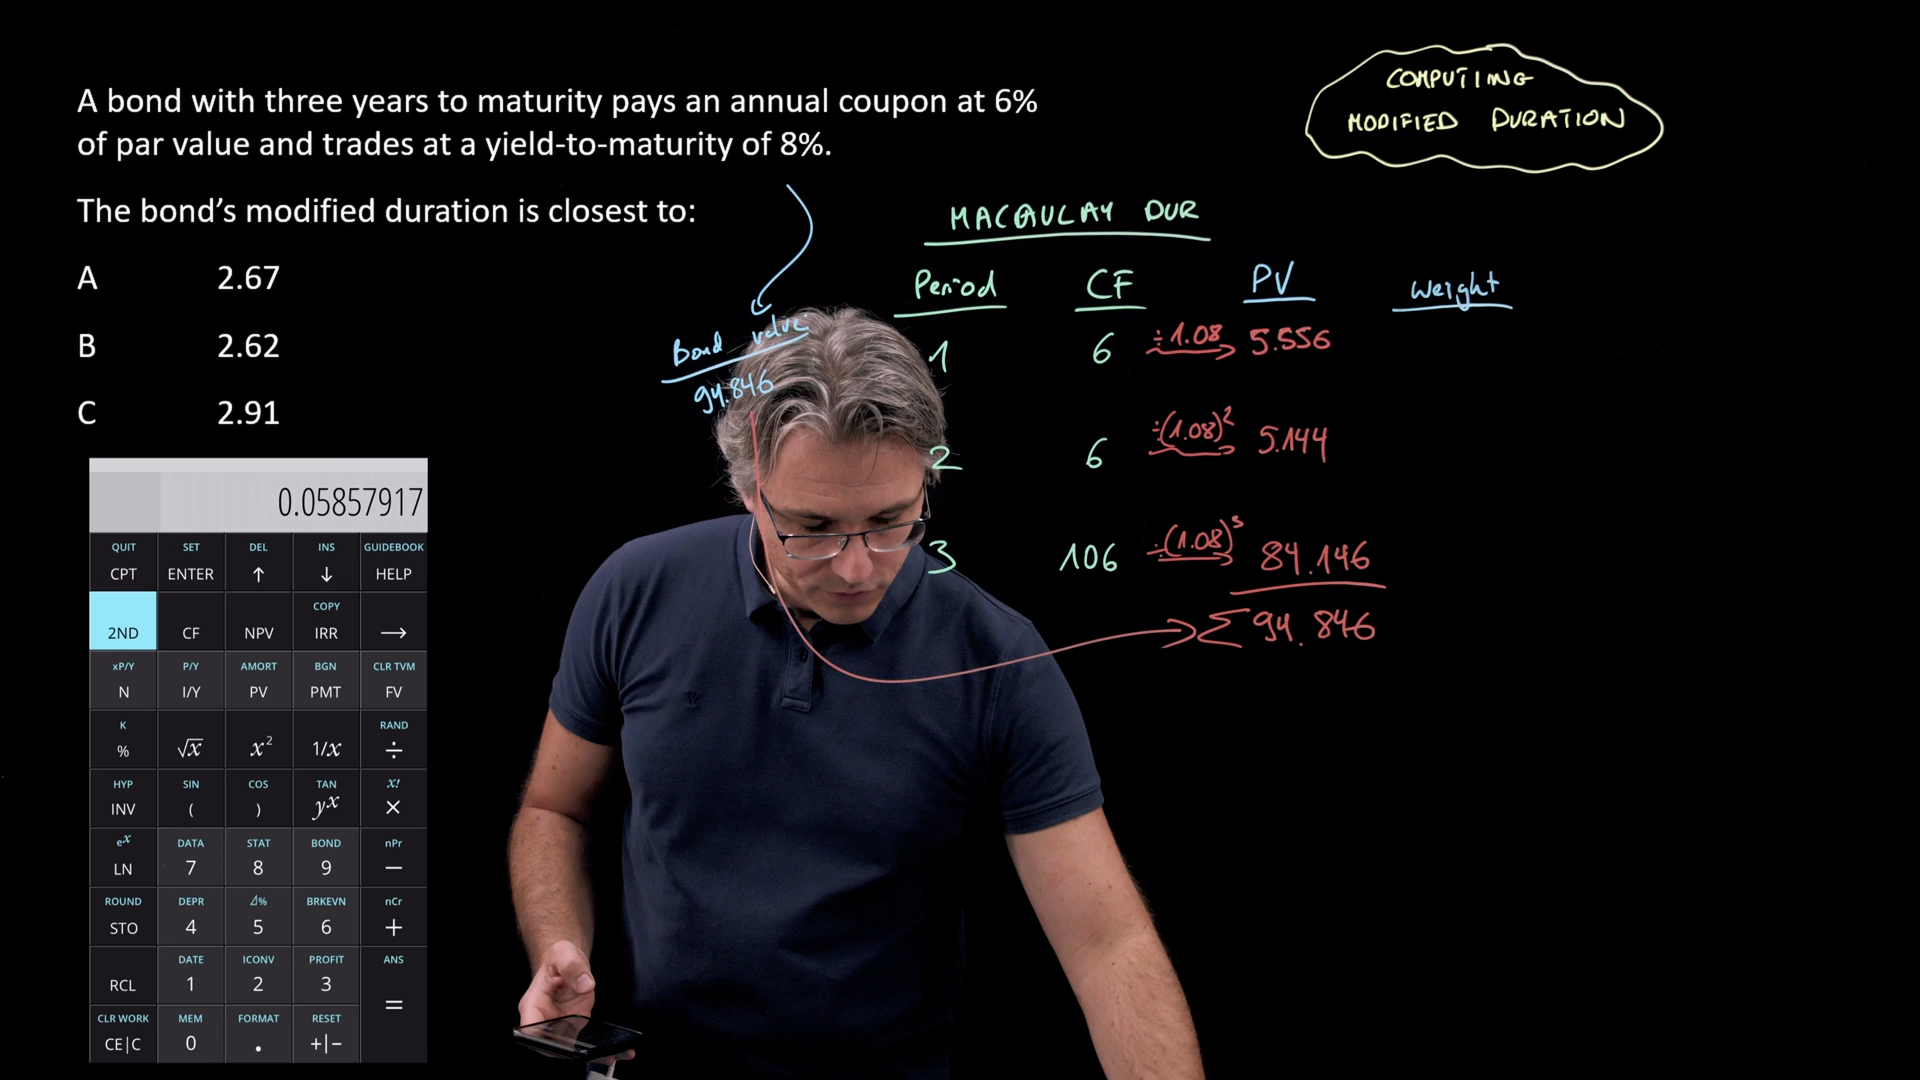 A bond with three years to maturity pays an annual coupon at 6%
of par value and trades at a yield-to-maturity of 8%.
The bond's modified duration is closest to:
A 2.67
B 2.62
C 2.91
COMPUTING
MODIFIED DURATION
MACAULAY DUR
Period CF PV Weight
Bond value
94.846
1 6 ÷1.08 5.556
2 6 ÷(1.08)² 5.144
3 106 ÷(1.08)³ 84.146
Σ 94.846
0.05857917
QUIT SET DEL INS GUIDEBOOK
CPT ENTER ↑ ↓ HELP
COPY
2ND CF NPV IRR →
xP/Y P/Y AMORT BGN CLR TVM
N I/Y PV PMT FV
K RAND
% √x x² 1/x ÷
HYP SIN COS TAN x!
INV ( ) yˣ ×
eˣ DATA STAT BOND nPr
LN 7 8 9 −
ROUND DEPR Δ% BRKEVN nCr
STO 4 5 6 +
DATE ICONV PROFIT ANS
RCL 1 2 3 =
CLR WORK MEM FORMAT RESET
CE|C 0 . +|−